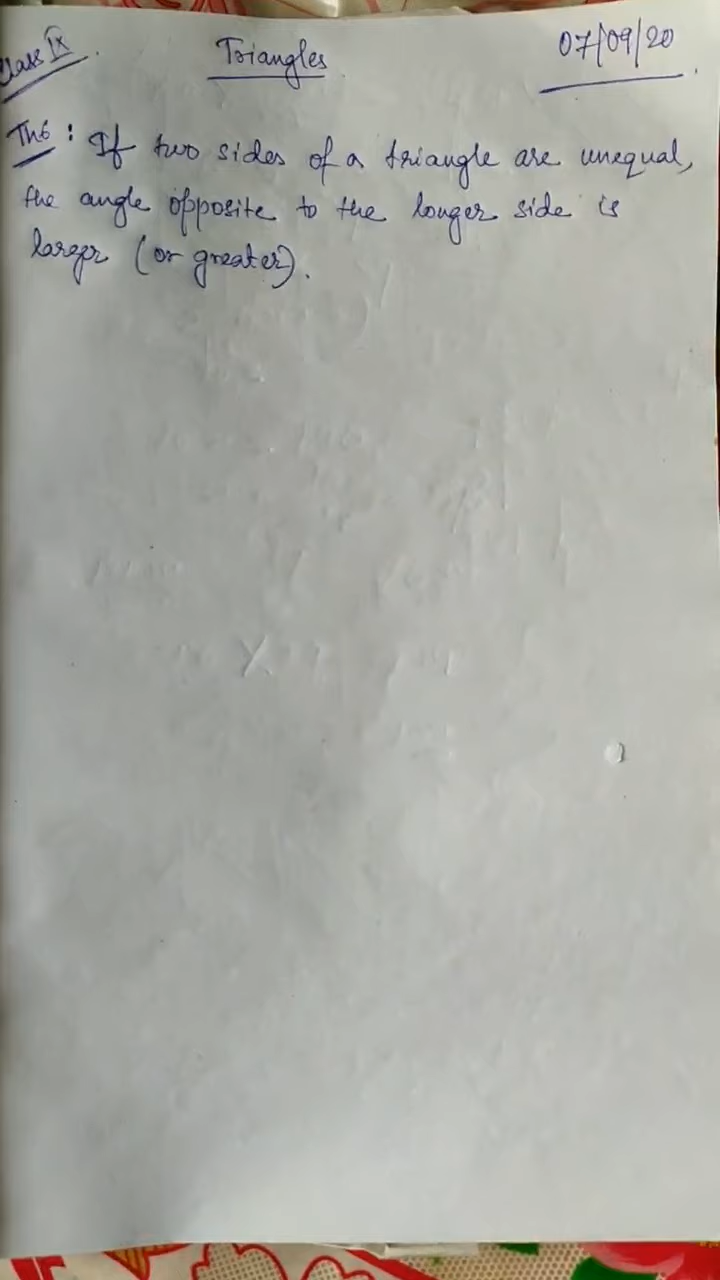 Class IX
Triangles
07/09/20
Th6 : If two sides of a triangle are unequal,
the angle opposite to the longer side is
larger (or greater).